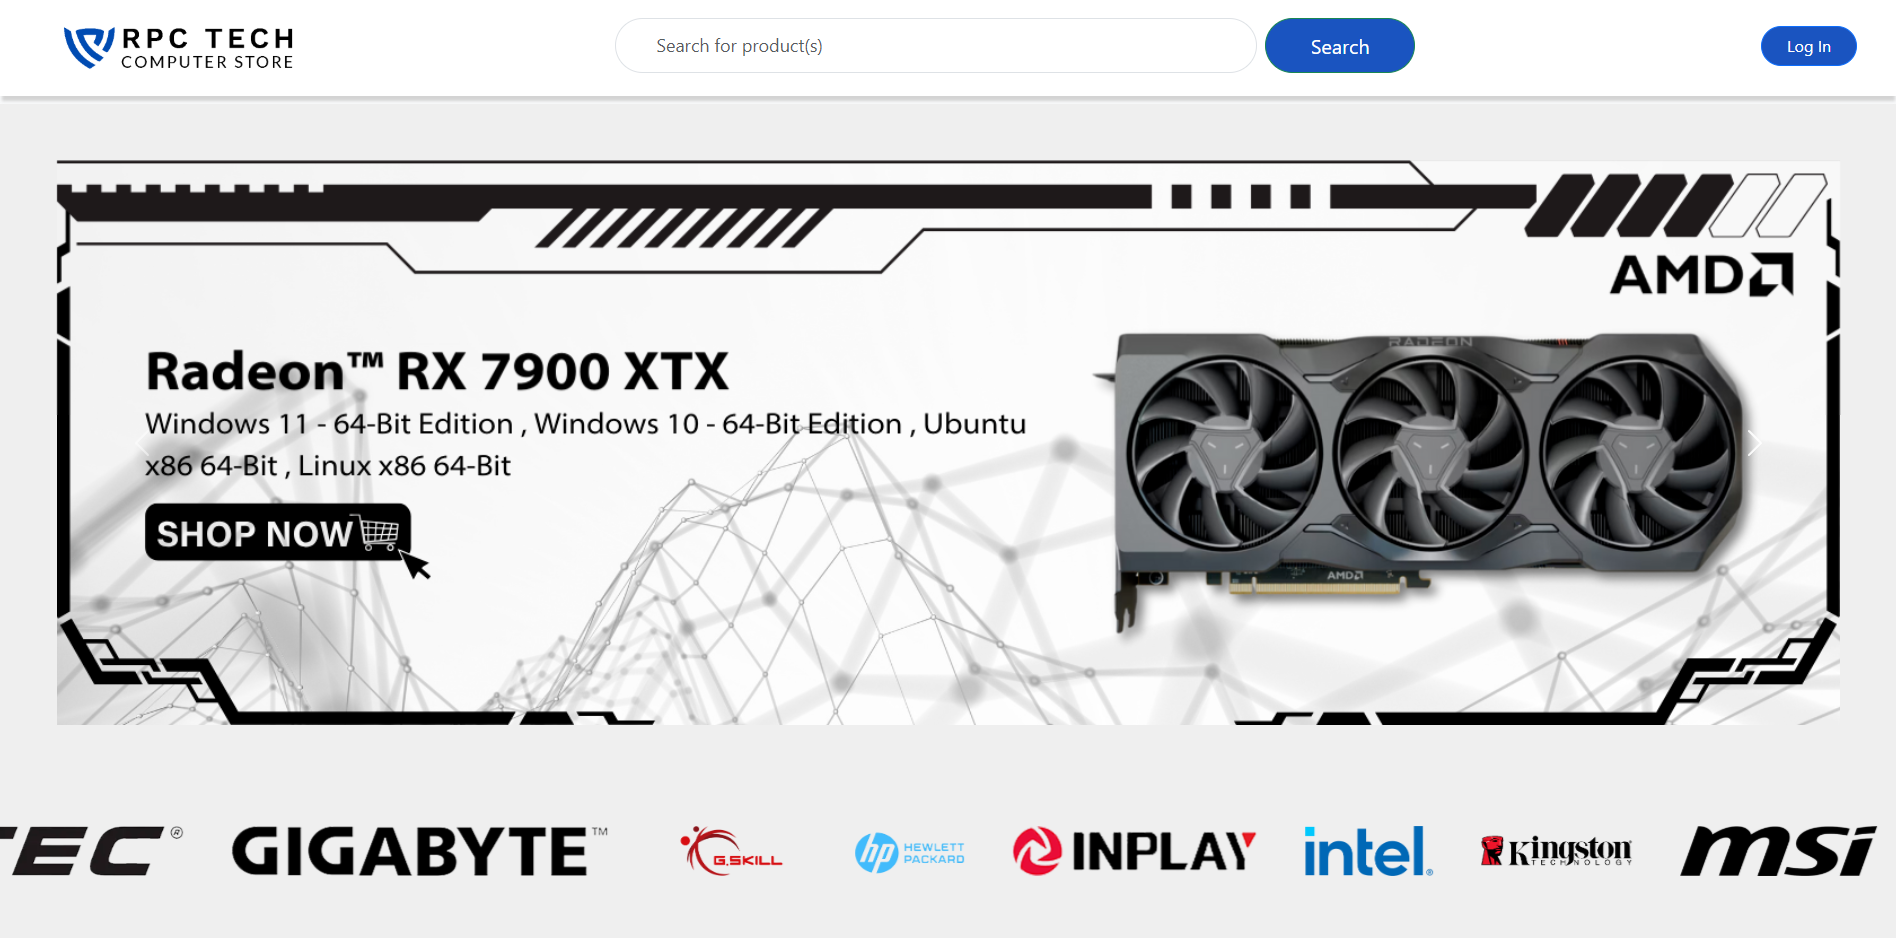 RPC TECH
COMPUTER STORE
Search for product(s)
Search
Log In
AMD
Radeon™ RX 7900 XTX
Windows 11 - 64-Bit Edition , Windows 10 - 64-Bit Edition , Ubuntu
x86 64-Bit , Linux x86 64-Bit
SHOP NOW
RADEON
AMD
TEC®
GIGABYTE™
G.SKILL
hp HEWLETT
PACKARD
INPLAY
intel®
Kingston
TECHNOLOGY
msi